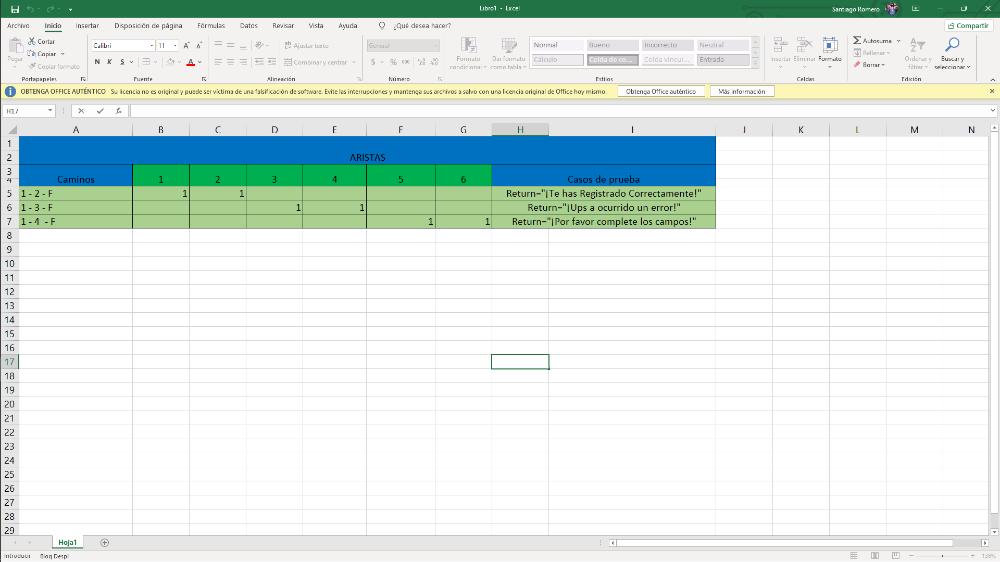 Libro1 - Excel
Santiago Romero
Archivo Inicio Insertar Disposición de página Fórmulas Datos Revisar Vista Ayuda ¿Qué desea hacer? Compartir
Pegar Cortar Copiar Copiar formato
Portapapeles
Calibri 11
N K S A
Fuente
Ajustar texto
Combinar y centrar
Alineación
General
$ % 000
Número
Formato condicional
Dar formato como tabla
Normal Bueno Incorrecto Neutral
Cálculo Celda de co... Celda vincul... Entrada
Estilos
Insertar Eliminar Formato
Celdas
Autosuma
Rellenar
Borrar
Ordenar y filtrar
Buscar y seleccionar
Edición
OBTENGA OFFICE AUTÉNTICO Su licencia no es original y puede ser víctima de una falsificación de software. Evite las interrupciones y mantenga sus archivos a salvo con una licencia original de Office hoy mismo. Obtenga Office auténtico Más información
H17 fx
A B C D E F G H I J K L M N
1
2 ARISTAS
3
4 Caminos 1 2 3 4 5 6 Casos de prueba
5 1 - 2 - F 1 1 Return="¡Te has Registrado Correctamente!"
6 1 - 3 - F 1 1 Return="¡Ups a ocurrido un error!"
7 1 - 4  - F 1 1 Return="¡Por favor complete los campos!"
8
9
10
11
12
13
14
15
16
17
18
19
20
21
22
23
24
25
26
27
28
29
Hoja1
Introducir Bloq Despl 136%